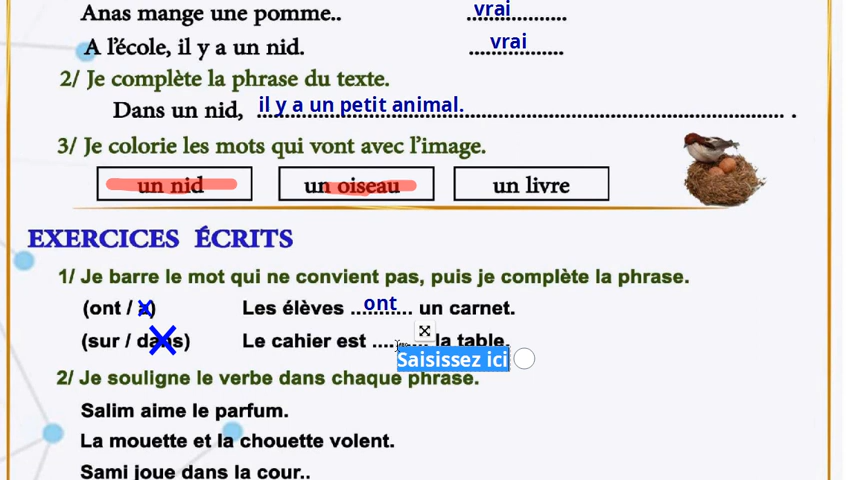 Anas mange une pomme.. vrai
A l'école, il y a un nid. vrai
2/ Je complète la phrase du texte.
Dans un nid, il y a un petit animal. .
3/ Je colorie les mots qui vont avec l'image.
un nid un oiseau un livre
EXERCICES ÉCRITS
1/ Je barre le mot qui ne convient pas, puis je complète la phrase.
(ont / a) Les élèves ...ont... un carnet.
(sur / dans) Le cahier est ........ la table.
Saisissez ici
2/ Je souligne le verbe dans chaque phrase.
Salim aime le parfum.
La mouette et la chouette volent.
Sami joue dans la cour..